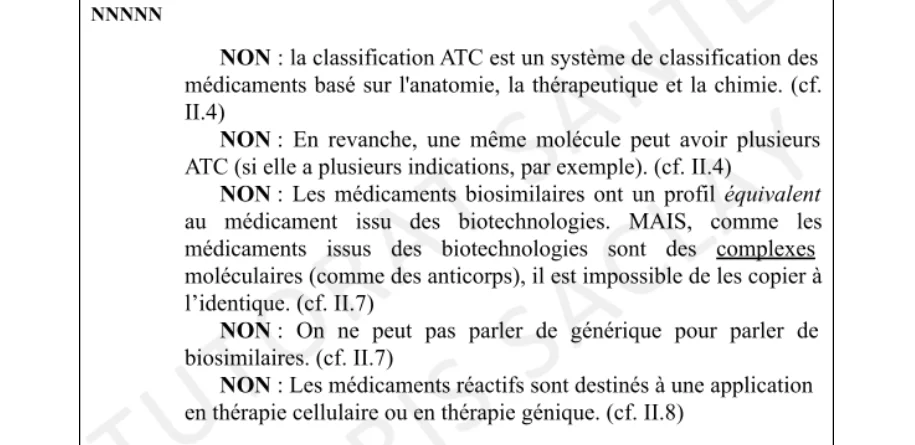 NNNNN
NON : la classification ATC est un système de classification des
médicaments basé sur l'anatomie, la thérapeutique et la chimie. (cf.
II.4)
NON : En revanche, une même molécule peut avoir plusieurs
ATC (si elle a plusieurs indications, par exemple). (cf. II.4)
NON : Les médicaments biosimilaires ont un profil équivalent
au médicament issu des biotechnologies. MAIS, comme les
médicaments issus des biotechnologies sont des complexes
moléculaires (comme des anticorps), il est impossible de les copier à
l’identique. (cf. II.7)
NON : On ne peut pas parler de générique pour parler de
biosimilaires. (cf. II.7)
NON : Les médicaments réactifs sont destinés à une application
en thérapie cellulaire ou en thérapie génique. (cf. II.8)
TUTORAT SANTÉ
PARIS SACLAY